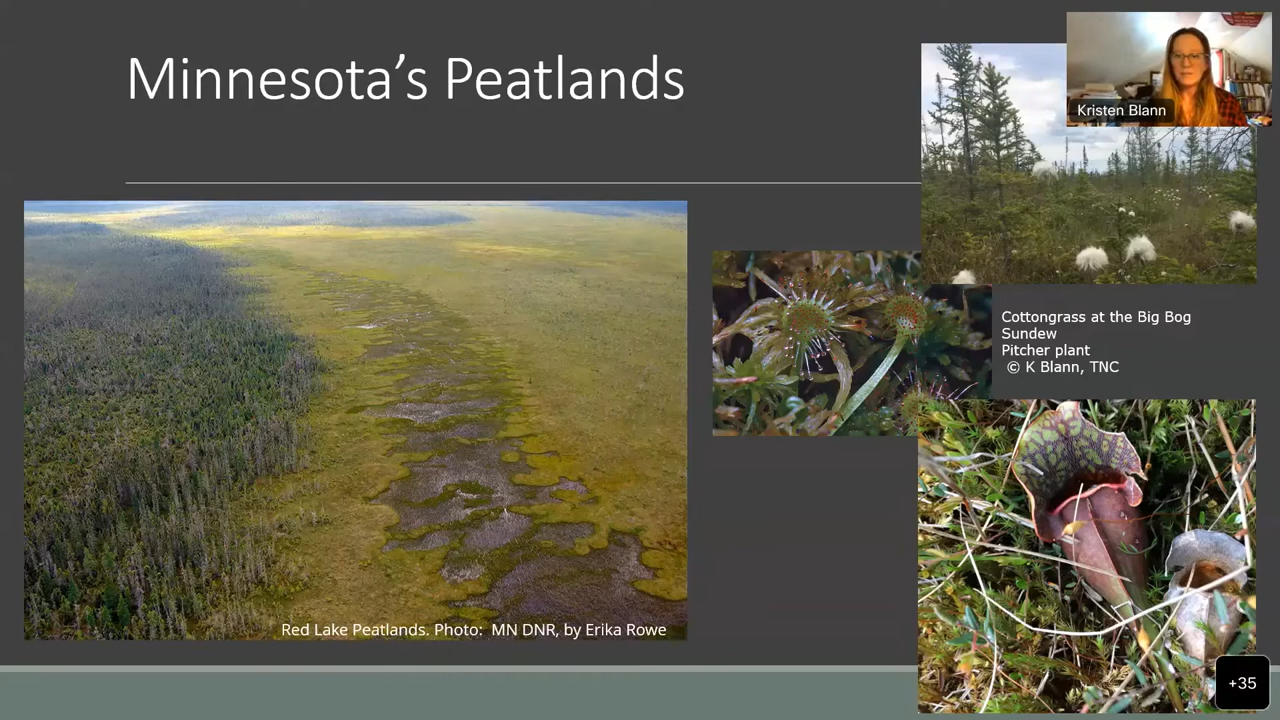 Minnesota's Peatlands
Kristen Blann
Cottongrass at the Big Bog
Sundew
Pitcher plant
© K Blann, TNC
Red Lake Peatlands. Photo: MN DNR, by Erika Rowe
+35